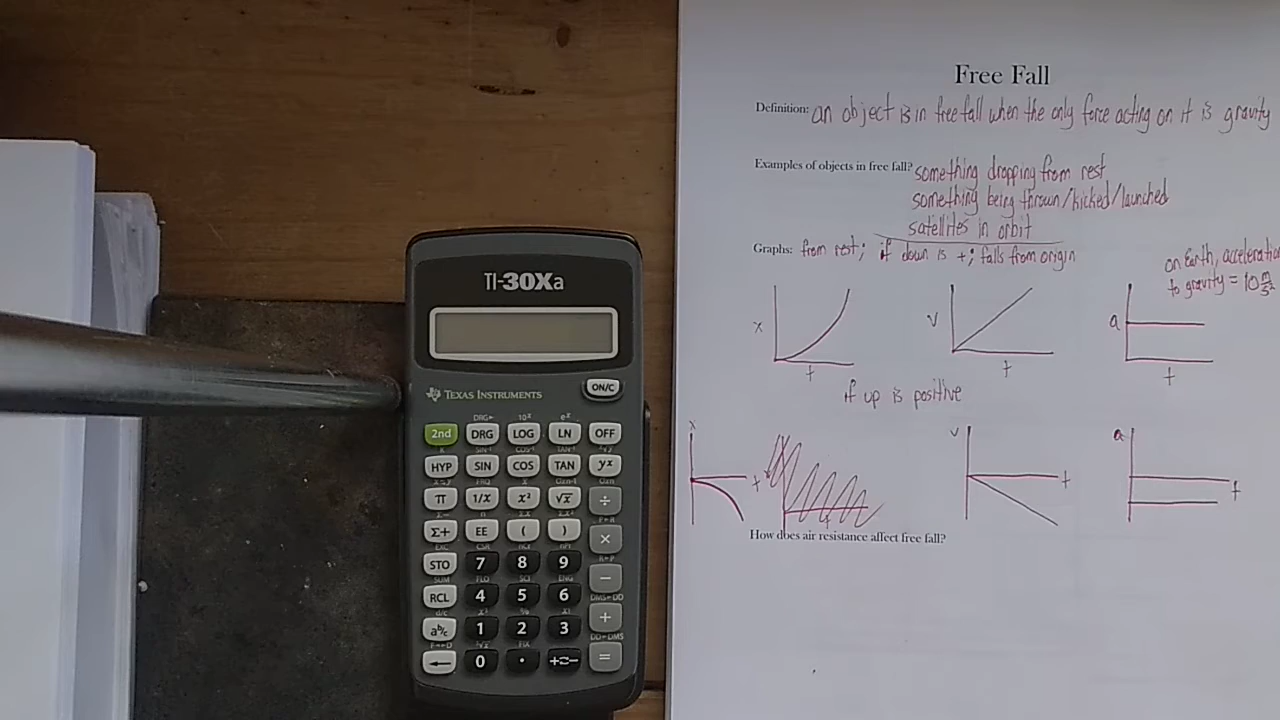 Free Fall
Definition: an object is in free fall when the only force acting on it is gravity
Examples of objects in free fall? something dropping from rest
something being thrown/kicked/launched
satellites in orbit
Graphs: from rest; if down is +; falls from origin
on Earth, acceleratio
to gravity = 10 m/s²
x
t
v
t
a
t
if up is positive
x
t
v
t
a
t
How does air resistance affect free fall?
TI-30Xa
TEXAS INSTRUMENTS
ON/C
2nd DRG LOG LN OFF
HYP SIN COS TAN yˣ
π 1/x x² √x ÷
Σ+ EE ( ) ×
STO 7 8 9 −
RCL 4 5 6 +
a b/c 1 2 3
← 0 . +⇄− =